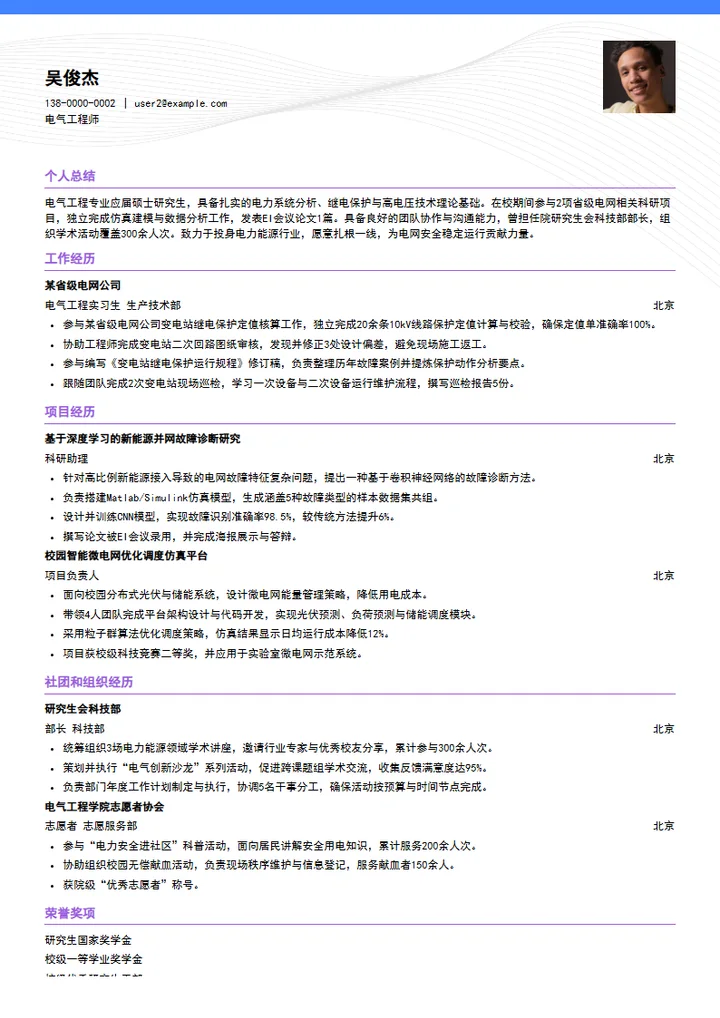 吴俊杰
138-0000-0002 | user2@example.com
电气工程师
个人总结
电气工程专业应届硕士研究生，具备扎实的电力系统分析、继电保护与高电压技术理论基础。在校期间参与2项省级电网相关科研项
目，独立完成仿真建模与数据分析工作，发表EI会议论文1篇。具备良好的团队协作与沟通能力，曾担任院研究生会科技部部长，组
织学术活动覆盖300余人次。致力于投身电力能源行业，愿意扎根一线，为电网安全稳定运行贡献力量。
工作经历
某省级电网公司
电气工程实习生 生产技术部 北京
• 参与某省级电网公司变电站继电保护定值核算工作，独立完成20余条10kV线路保护定值计算与校验，确保定值单准确率100%。
• 协助工程师完成变电站二次回路图纸审核，发现并修正3处设计偏差，避免现场施工返工。
• 参与编写《变电站继电保护运行规程》修订稿，负责整理历年故障案例并提炼保护动作分析要点。
• 跟随团队完成2次变电站现场巡检，学习一次设备与二次设备运行维护流程，撰写巡检报告5份。
项目经历
基于深度学习的新能源并网故障诊断研究
科研助理 北京
• 针对高比例新能源接入导致的电网故障特征复杂问题，提出一种基于卷积神经网络的故障诊断方法。
• 负责搭建Matlab/Simulink仿真模型，生成涵盖5种故障类型的样本数据集共组。
• 设计并训练CNN模型，实现故障识别准确率98.5%，较传统方法提升6%。
• 撰写论文被EI会议录用，并完成海报展示与答辩。
校园智能微电网优化调度仿真平台
项目负责人 北京
• 面向校园分布式光伏与储能系统，设计微电网能量管理策略，降低用电成本。
• 带领4人团队完成平台架构设计与代码开发，实现光伏预测、负荷预测与储能调度模块。
• 采用粒子群算法优化调度策略，仿真结果显示日均运行成本降低12%。
• 项目获校级科技竞赛二等奖，并应用于实验室微电网示范系统。
社团和组织经历
研究生会科技部
部长 科技部 北京
• 统筹组织3场电力能源领域学术讲座，邀请行业专家与优秀校友分享，累计参与300余人次。
• 策划并执行“电气创新沙龙”系列活动，促进跨课题组学术交流，收集反馈满意度达95%。
• 负责部门年度工作计划制定与执行，协调5名干事分工，确保活动按预算与时间节点完成。
电气工程学院志愿者协会
志愿者 志愿服务部 北京
• 参与“电力安全进社区”科普活动，面向居民讲解安全用电知识，累计服务200余人次。
• 协助组织校园无偿献血活动，负责现场秩序维护与信息登记，服务献血者150余人。
• 获院级“优秀志愿者”称号。
荣誉奖项
研究生国家奖学金
校级一等学业奖学金